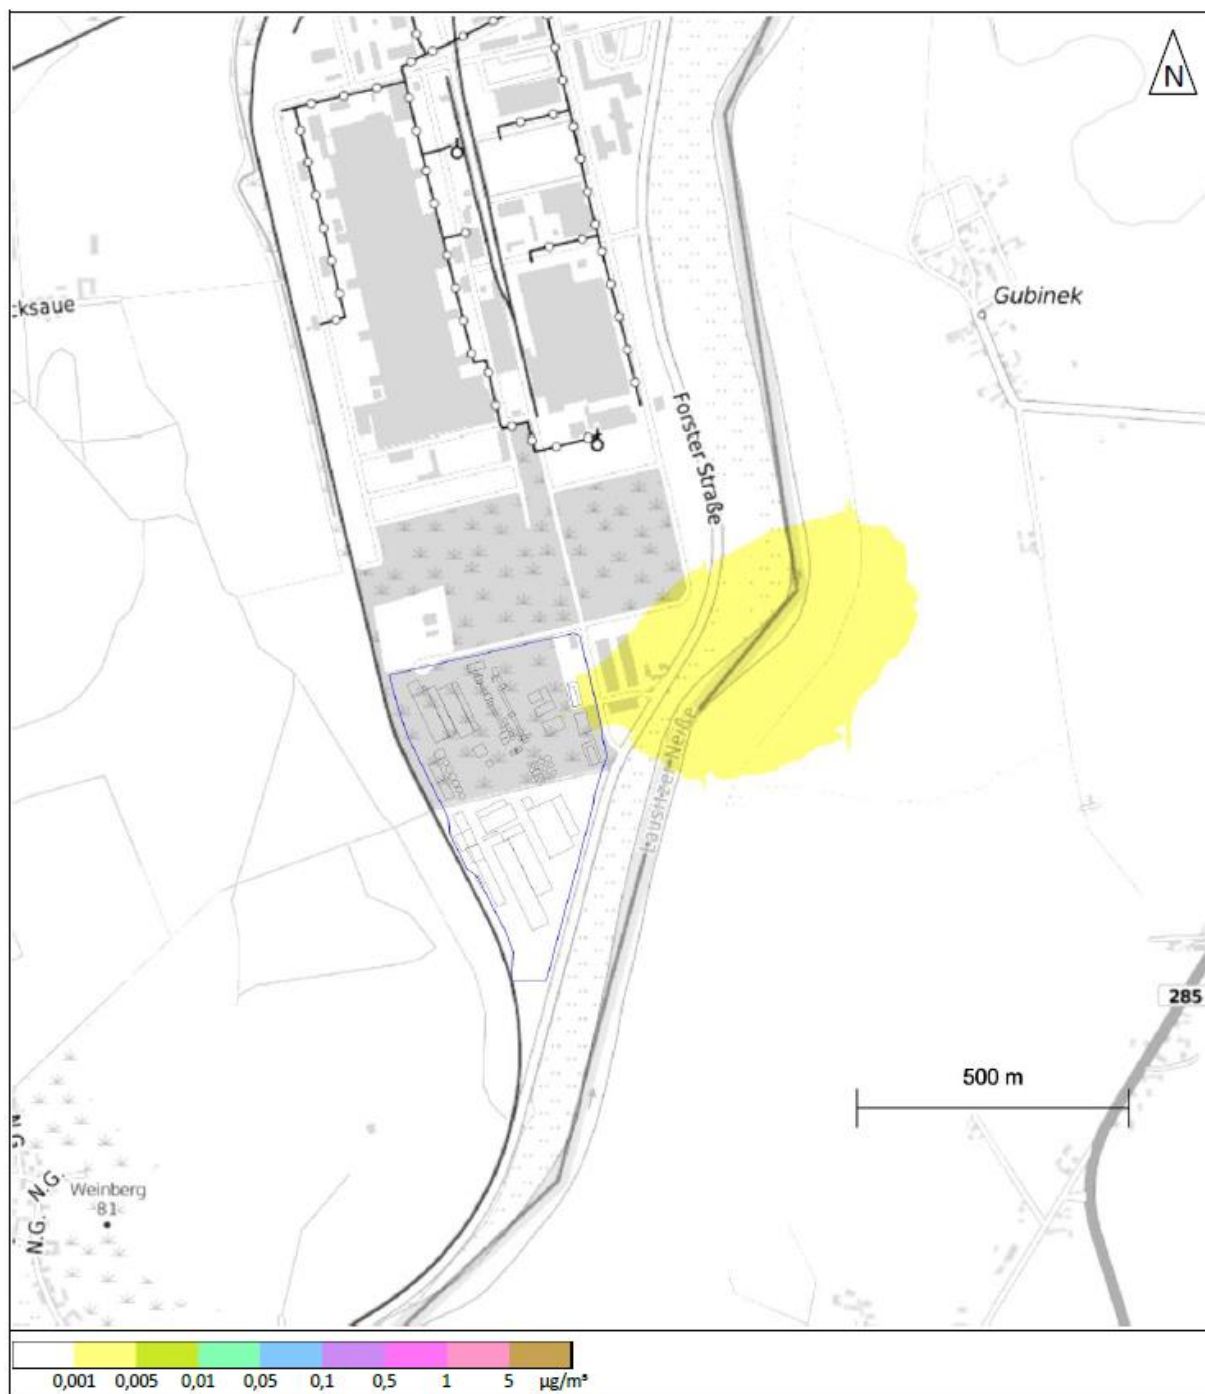 N
Gubinek
cksaue
Forster Straße
Lausitzer Neiße
285
500 m
N.G.
N.G.
N.G.
Weinberg
81
0,001 0,005 0,01 0,05 0,1 0,5 1 5 µg/m³